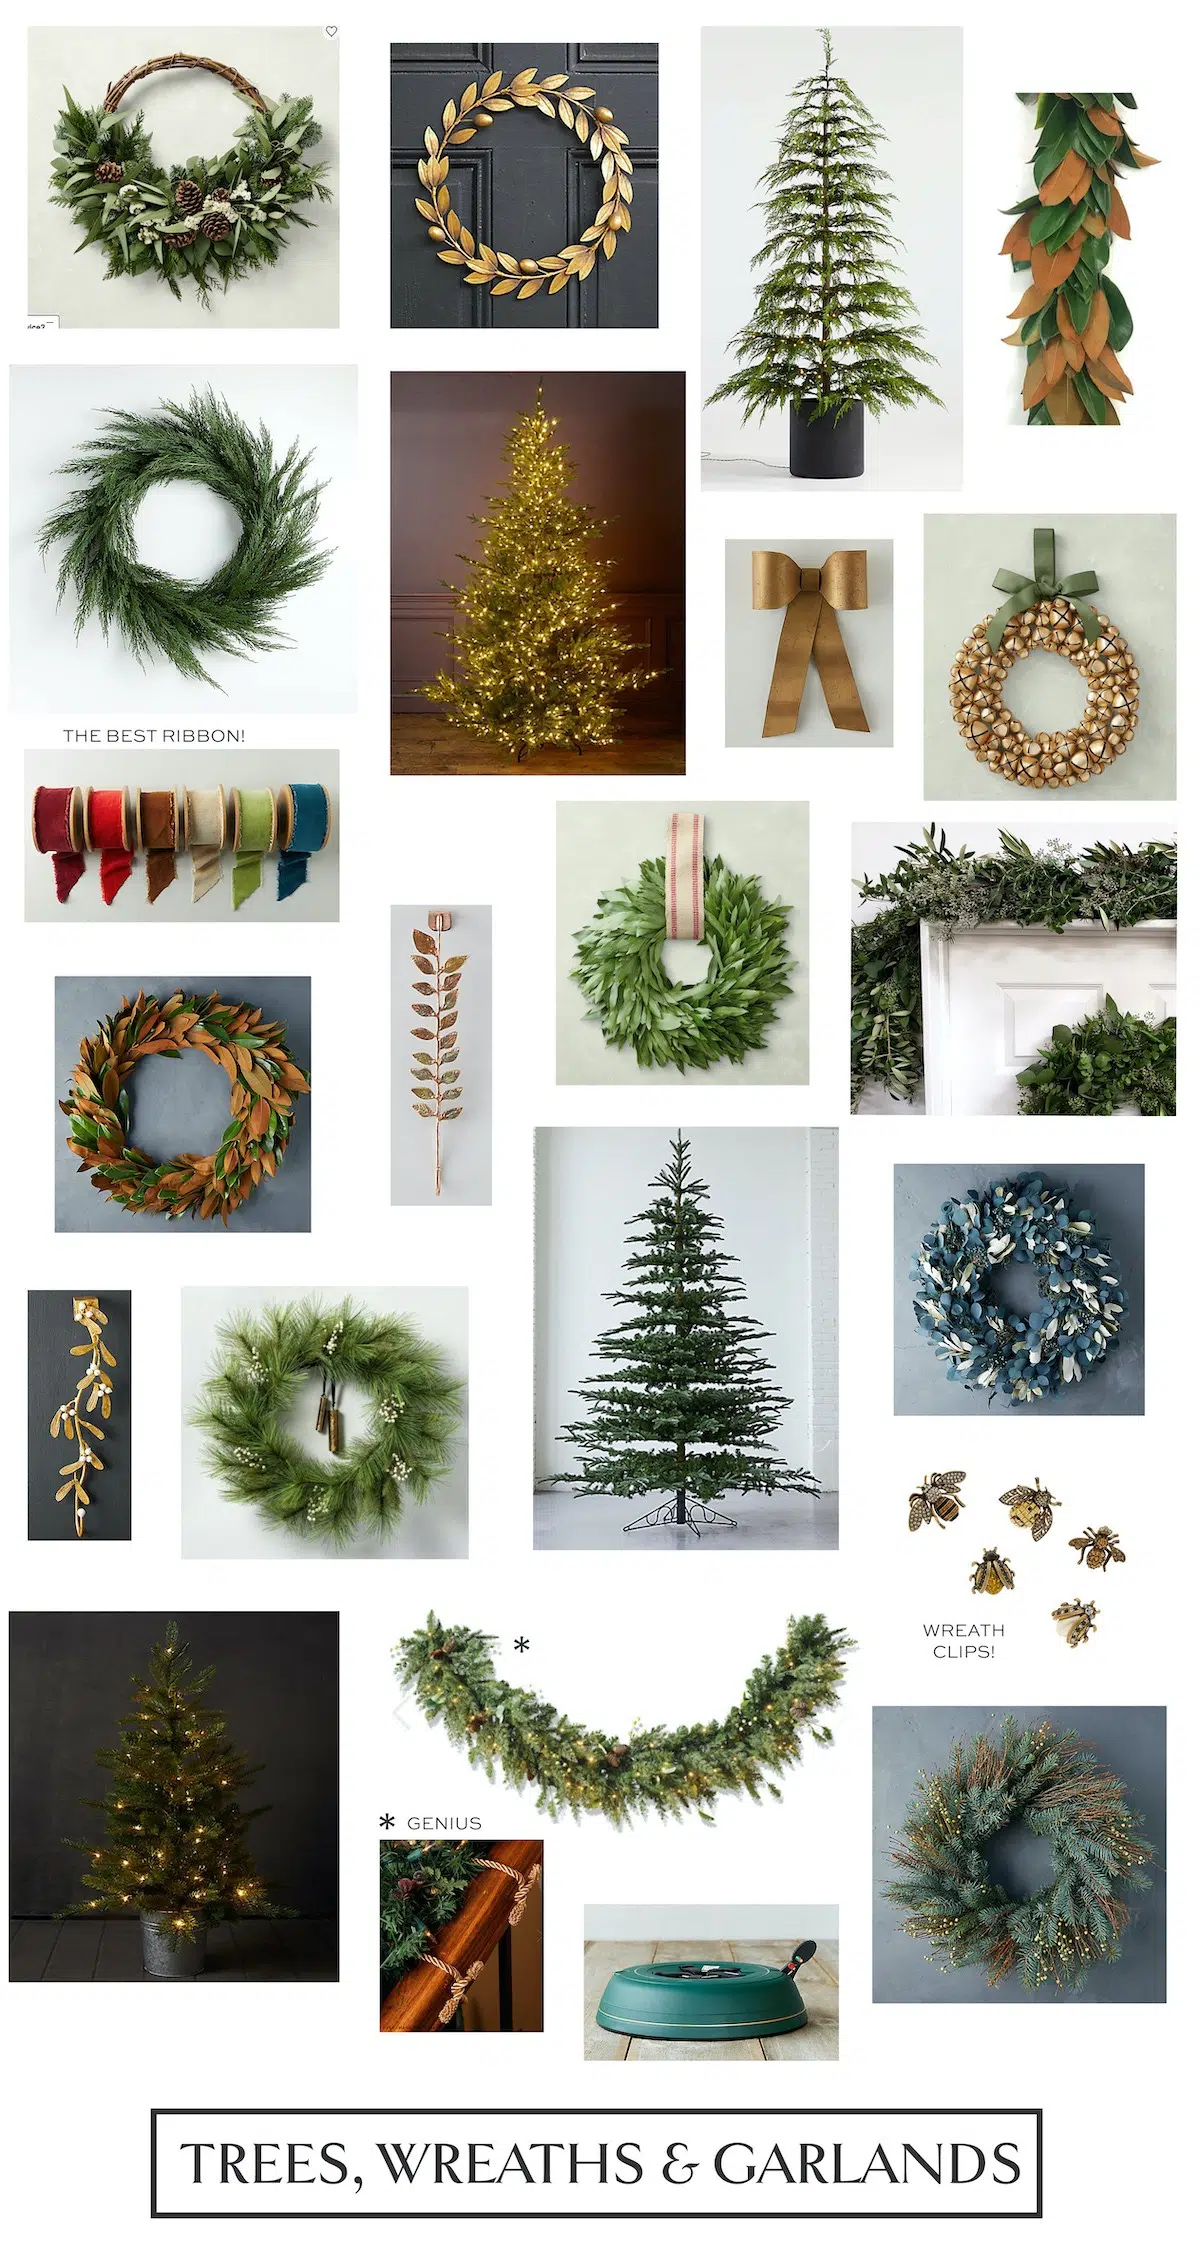 THE BEST RIBBON!
WREATH
CLIPS!
* GENIUS
TREES, WREATHS & GARLANDS